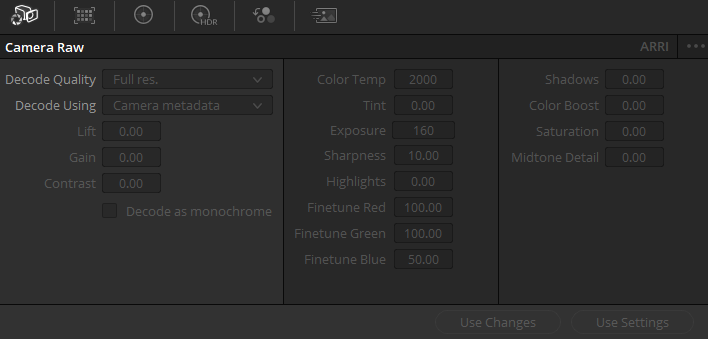 HDR
Camera Raw
ARRI
Decode Quality Full res.
Decode Using Camera metadata
Lift 0.00
Gain 0.00
Contrast 0.00
Decode as monochrome
Color Temp 2000
Tint 0.00
Exposure 160
Sharpness 10.00
Highlights 0.00
Finetune Red 100.00
Finetune Green 100.00
Finetune Blue 50.00
Shadows 0.00
Color Boost 0.00
Saturation 0.00
Midtone Detail 0.00
Use Changes
Use Settings